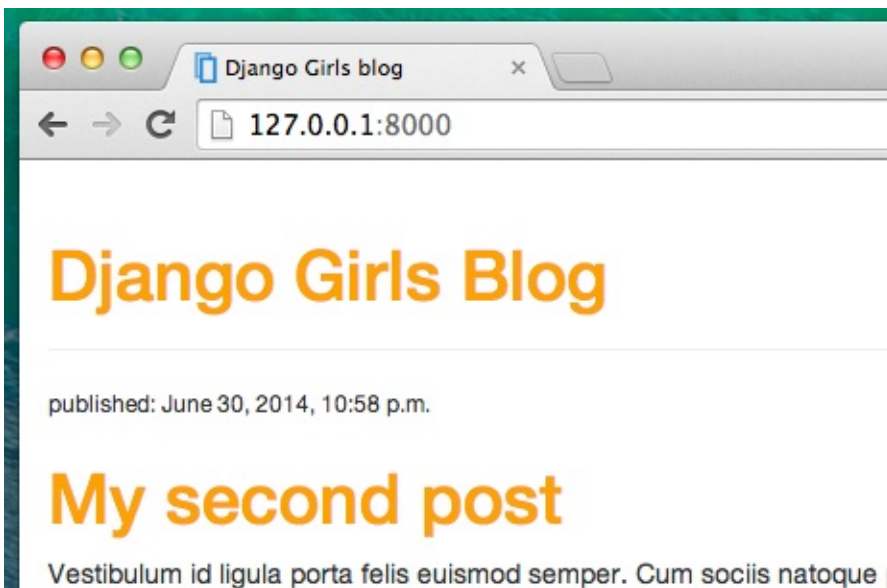 Django Girls blog
127.0.0.1:8000
Django Girls Blog
published: June 30, 2014, 10:58 p.m.
My second post
Vestibulum id ligula porta felis euismod semper. Cum sociis natoque